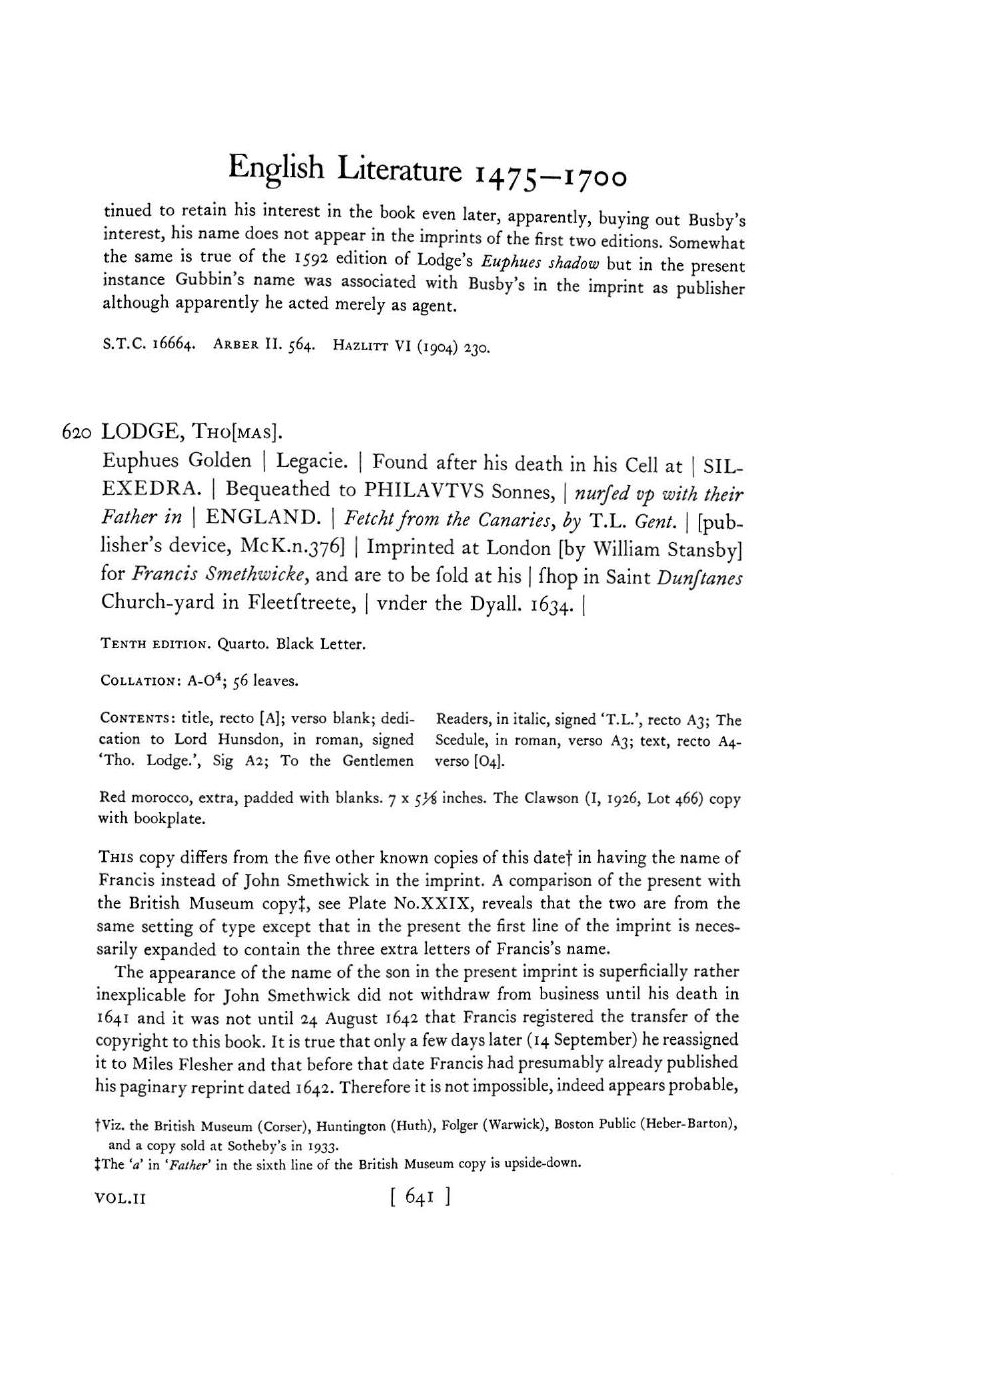 English Literature 1475—1700
tinued to retain his interest in the book even later, apparently, buying out Busby's
interest, his name does not appear in the imprints of the first two editions. Somewhat
the same is true of the 1592 edition of Lodge's Euphues shadow but in the present
instance Gubbin's name was associated with Busby's in the imprint as publisher
although apparently he acted merely as agent.
S.T.C. 16664. ARBER II. 564. HAZLITT VI (1904) 230.
620 LODGE, THO[MAS].
Euphues Golden | Legacie. | Found after his death in his Cell at | SIL-
EXEDRA. | Bequeathed to PHILAVTVS Sonnes, | nurſed vp with their
Father in | ENGLAND. | Fetcht from the Canaries, by T.L. Gent. | [pub-
lisher's device, McK.n.376] | Imprinted at London [by William Stansby]
for Francis Smethwicke, and are to be ſold at his | ſhop in Saint Dunſtanes
Church-yard in Fleetſtreete, | vnder the Dyall. 1634. |
TENTH EDITION. Quarto. Black Letter.
COLLATION: A-O⁴; 56 leaves.
CONTENTS: title, recto [A]; verso blank; dedi-
cation to Lord Hunsdon, in roman, signed
'Tho. Lodge.', Sig A2; To the Gentlemen
Readers, in italic, signed 'T.L.', recto A3; The
Scedule, in roman, verso A3; text, recto A4-
verso [O4].
Red morocco, extra, padded with blanks. 7 x 5⅛ inches. The Clawson (I, 1926, Lot 466) copy
with bookplate.
THIS copy differs from the five other known copies of this date† in having the name of
Francis instead of John Smethwick in the imprint. A comparison of the present with
the British Museum copy‡, see Plate No.XXIX, reveals that the two are from the
same setting of type except that in the present the first line of the imprint is neces-
sarily expanded to contain the three extra letters of Francis's name.
The appearance of the name of the son in the present imprint is superficially rather
inexplicable for John Smethwick did not withdraw from business until his death in
1641 and it was not until 24 August 1642 that Francis registered the transfer of the
copyright to this book. It is true that only a few days later (14 September) he reassigned
it to Miles Flesher and that before that date Francis had presumably already published
his paginary reprint dated 1642. Therefore it is not impossible, indeed appears probable,
†Viz. the British Museum (Corser), Huntington (Huth), Folger (Warwick), Boston Public (Heber-Barton),
and a copy sold at Sotheby's in 1933.
‡The 'a' in 'Father' in the sixth line of the British Museum copy is upside-down.
VOL.II [ 641 ]